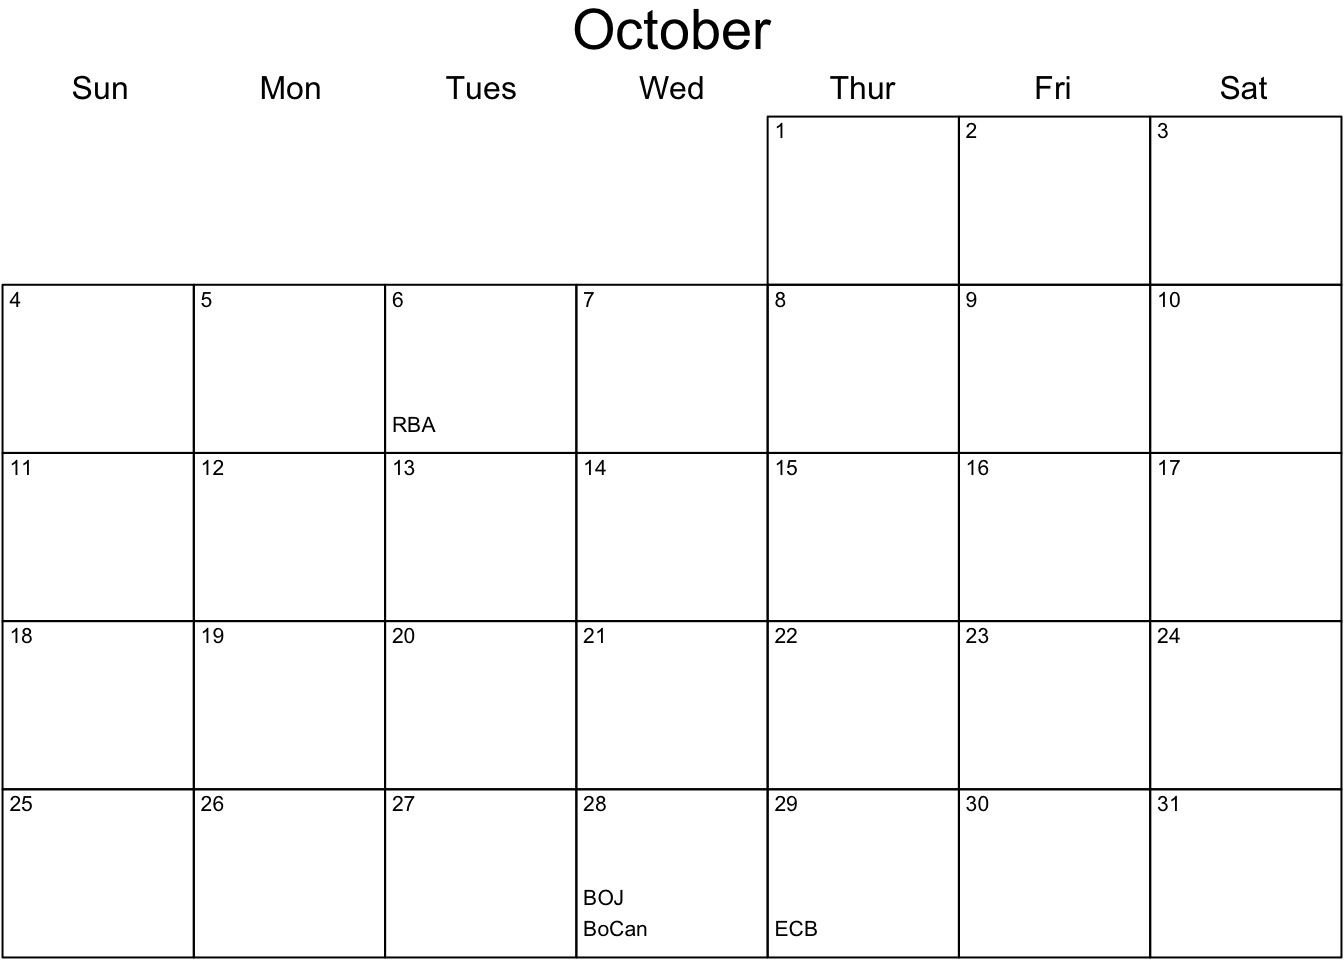 October
Sun Mon Tues Wed Thur Fri Sat
1 2 3
4 5 6 7 8 9 10
RBA
11 12 13 14 15 16 17
18 19 20 21 22 23 24
25 26 27 28 29 30 31
BOJ
BoCan ECB